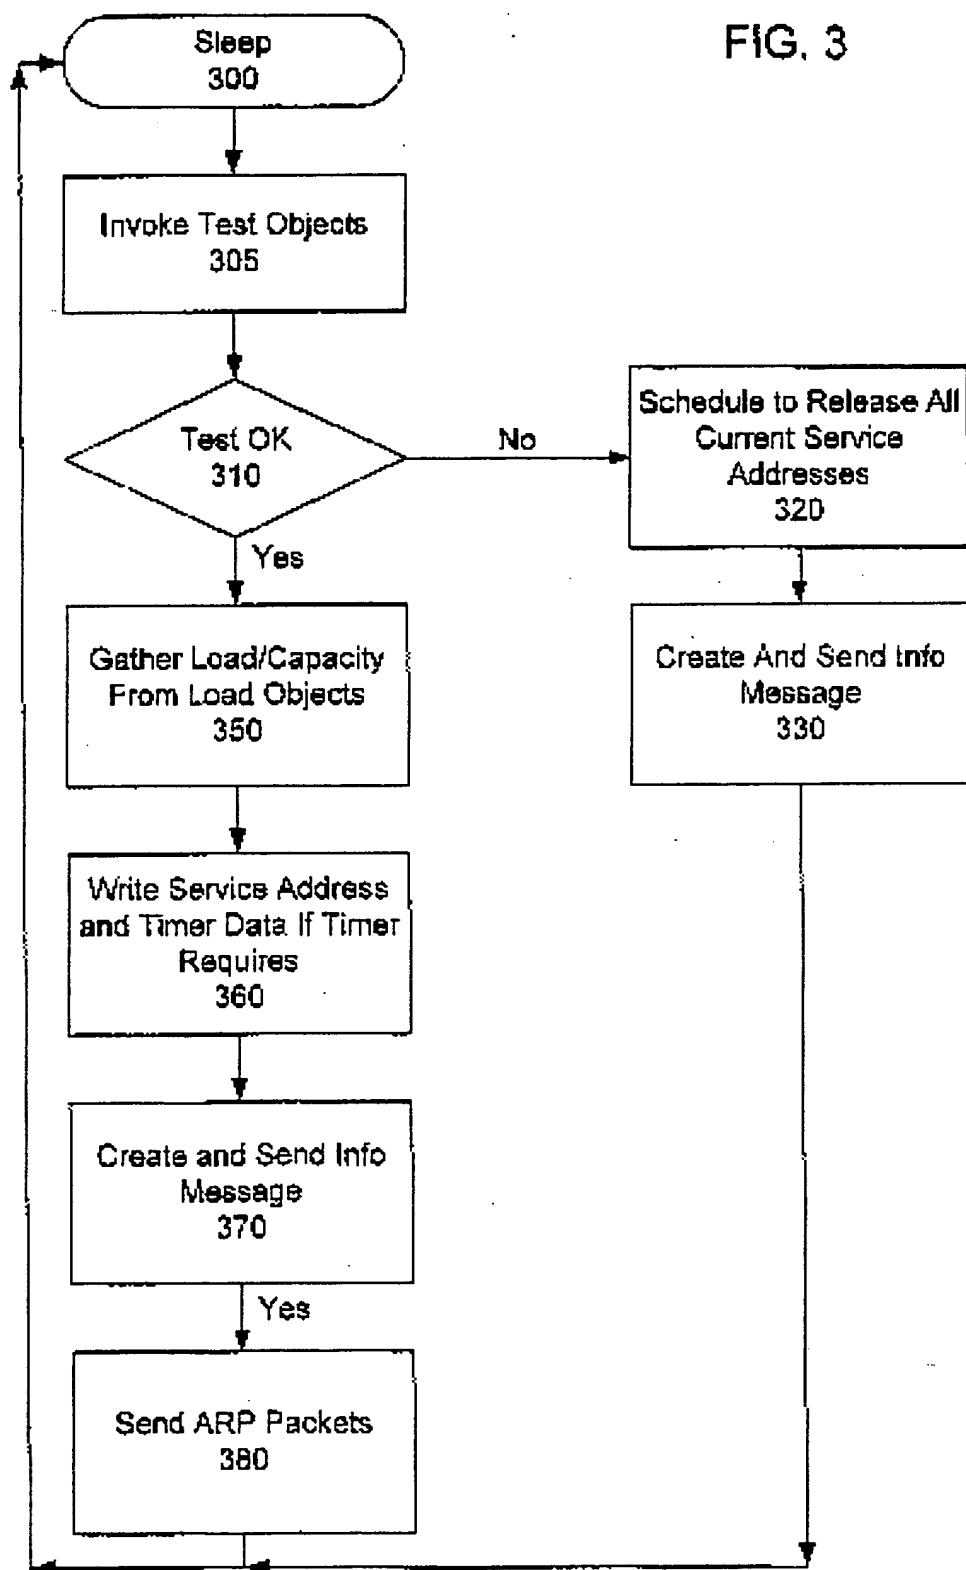 FIG. 3
Sleep
300
Invoke Test Objects
305
Test OK
310
No
Yes
Schedule to Release All
Current Service
Addresses
320
Create And Send Info
Message
330
Gather Load/Capacity
From Load Objects
350
Write Service Address
and Timer Data If Timer
Requires
360
Create and Send Info
Message
370
Yes
Send ARP Packets
380